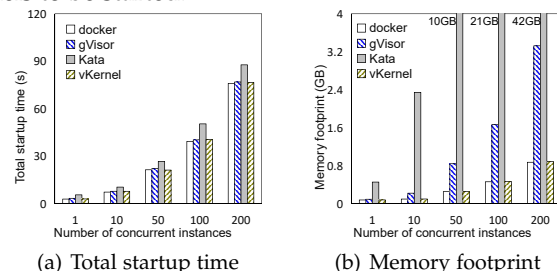 120
90
60
30
0
Total startup time (s)
docker
gVisor
Kata
vKernel
1 10 50 100 200
Number of concurrent instances
(a) Total startup time
4
3.2
2.4
1.6
0.8
0
Memory footprint (GB)
10GB 21GB 42GB
docker
gVisor
Kata
vKernel
1 10 50 100 200
Number of concurrent instances
(b) Memory footprint